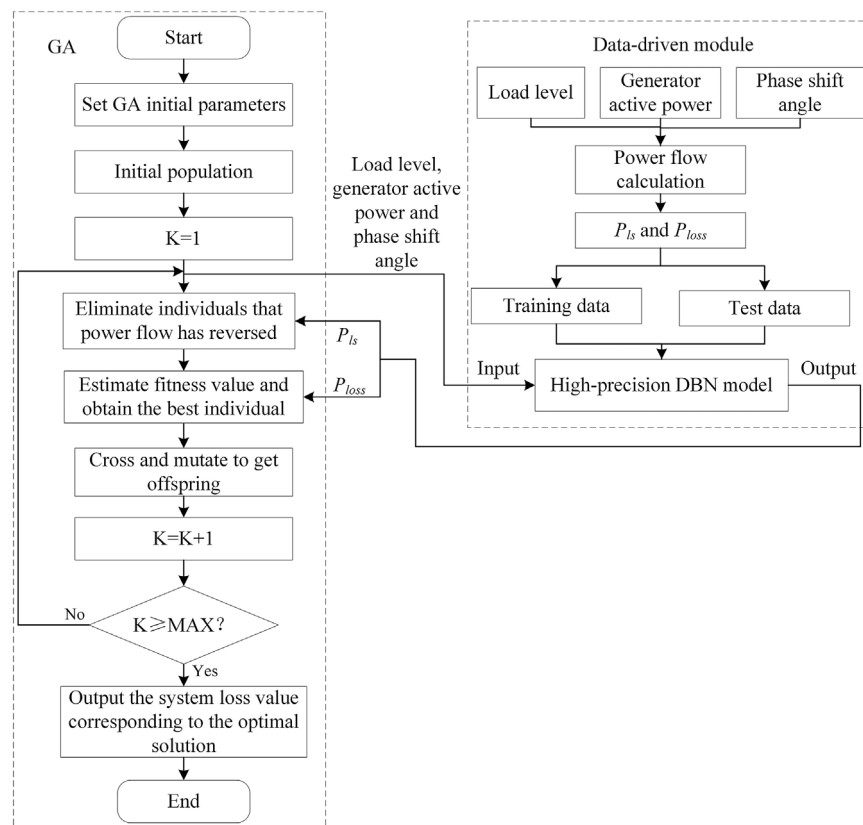 GA
Start
Set GA initial parameters
Initial population
K=1
Eliminate individuals that
power flow has reversed
Estimate fitness value and
obtain the best individual
Cross and mutate to get
offspring
K=K+1
K⩾MAX?
No
Yes
Output the system loss value
corresponding to the optimal
solution
End
Load level,
generator active
power and
phase shift
angle
P_ls
P_loss
Data-driven module
Load level
Generator
active power
Phase shift
angle
Power flow
calculation
P_ls and P_loss
Training data
Test data
Input
High-precision DBN model
Output